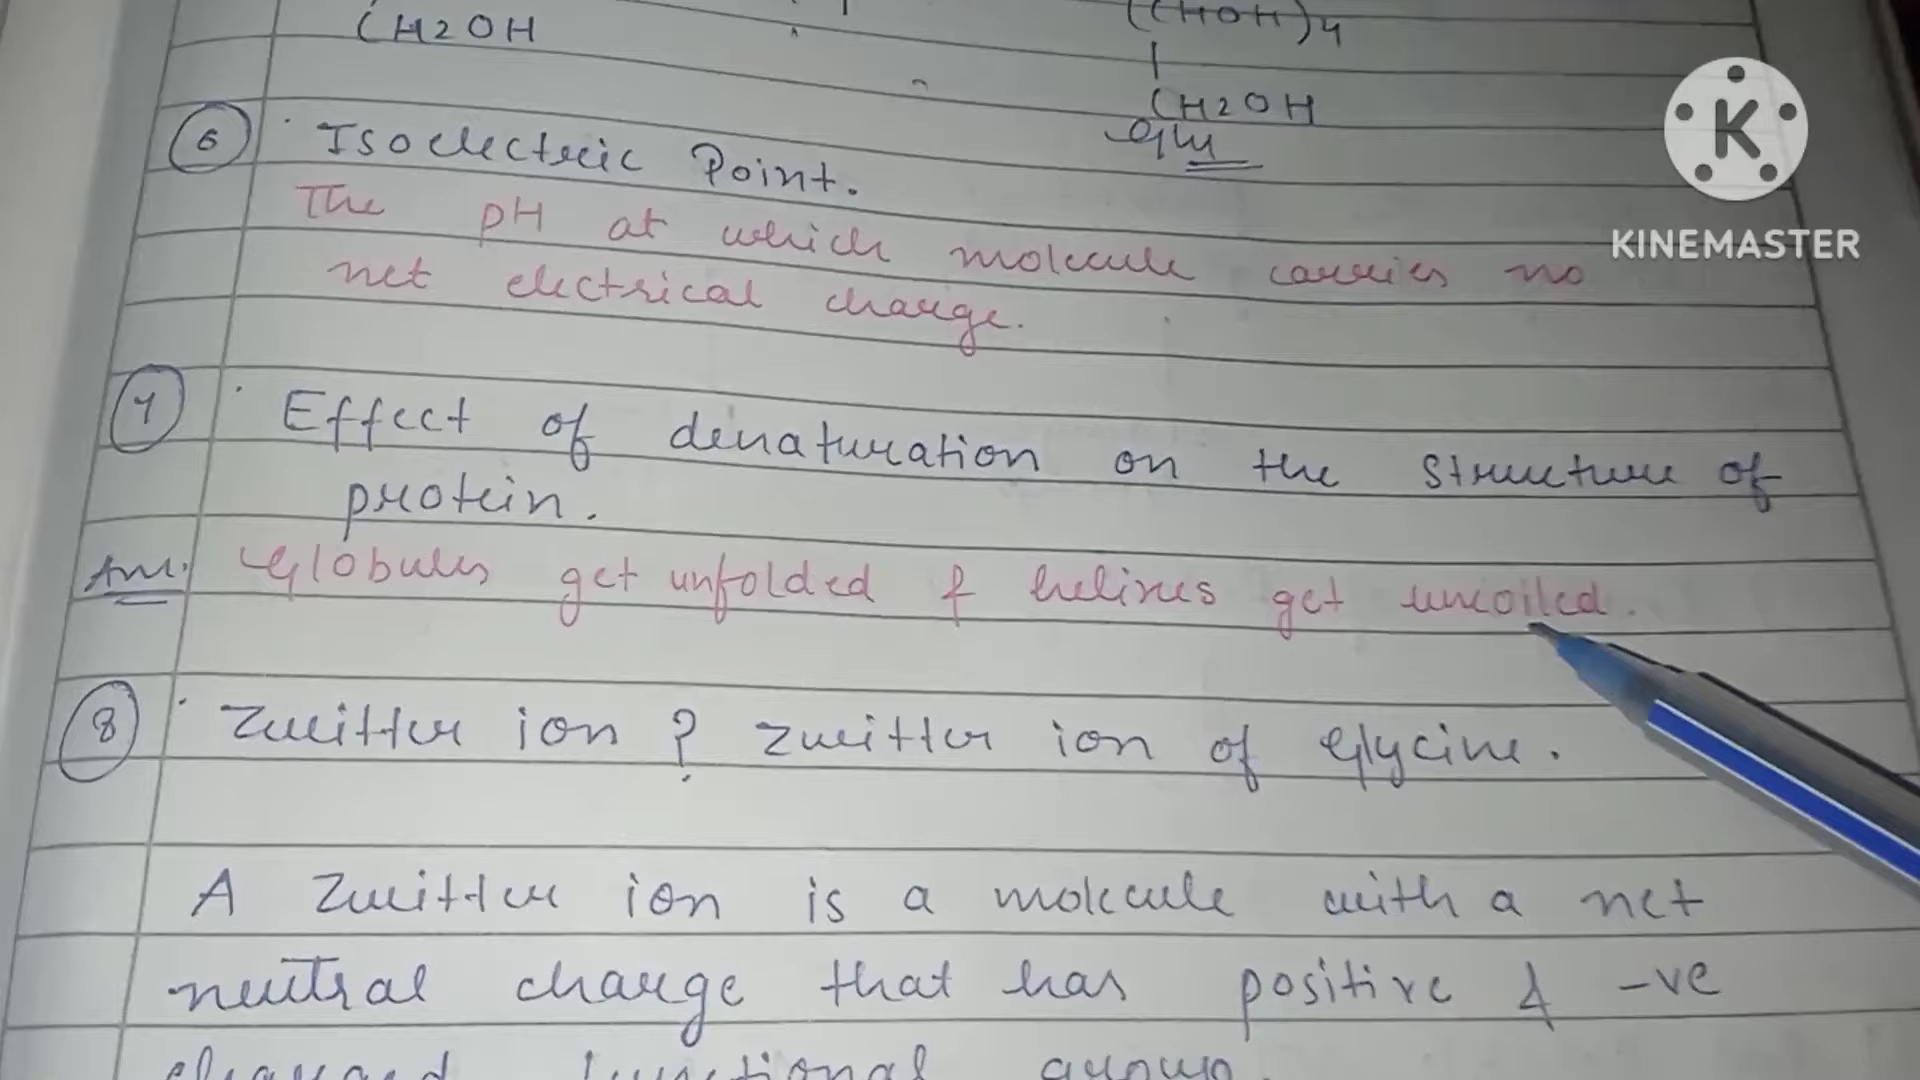 CH2OH
(CHOH)4
CH2OH
K
KINEMASTER
6 Isoelectric Point.
The pH at which molecule carries no
net electrical charge.
7 Effect of denaturation on the structure of
protein.
Ans. Globules get unfolded & helixes get uncoiled.
8 Zwitter ion ? Zwitter ion of Glycine.
A Zwitter ion is a molecule with a net
neutral charge that has positive & -ve
functional group.